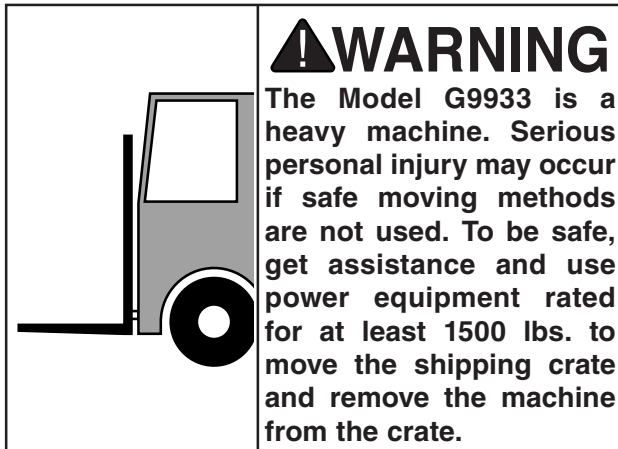 WARNING
The Model G9933 is a
heavy machine. Serious
personal injury may occur
if safe moving methods
are not used. To be safe,
get assistance and use
power equipment rated
for at least 1500 lbs. to
move the shipping crate
and remove the machine
from the crate.